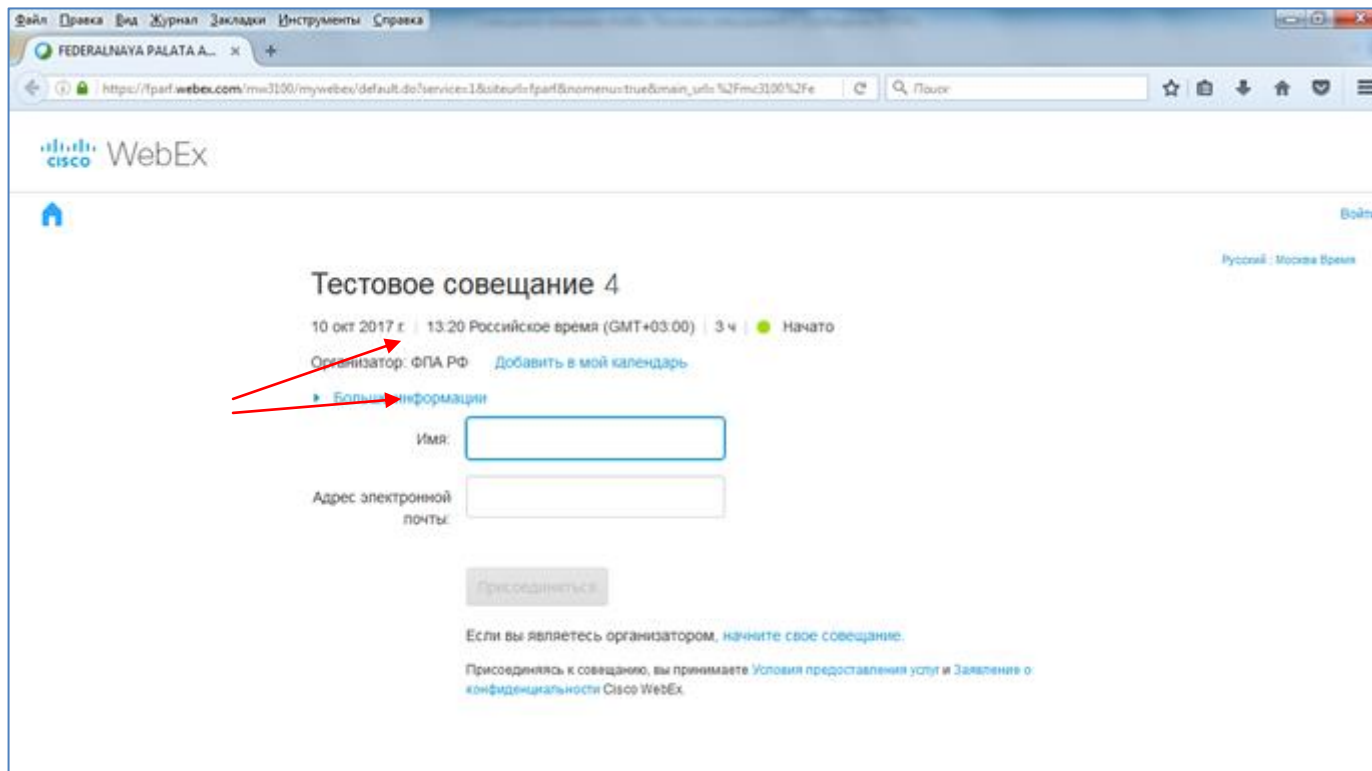 Файл Правка Вид Журнал Закладки Инструменты Справка
FEDERALNAYA PALATA A...
https://fparf.webex.com/mw3100/mywebex/default.do?service=1&siteurl=fparf&nomenu=true&main_url=%2Fmc3100%2Fe
Поиск
cisco WebEx
Войти
Русский : Москва Время
Тестовое совещание 4
10 окт 2017 г. | 13:20 Российское время (GMT+03:00) | 3 ч | Начато
Организатор: ФПА РФ Добавить в мой календарь
Больше информации
Имя:
Адрес электронной
почты:
Присоединиться
Если вы являетесь организатором, начните свое совещание.
Присоединяясь к совещанию, вы принимаете Условия предоставления услуг и Заявление о
конфиденциальности Cisco WebEx.